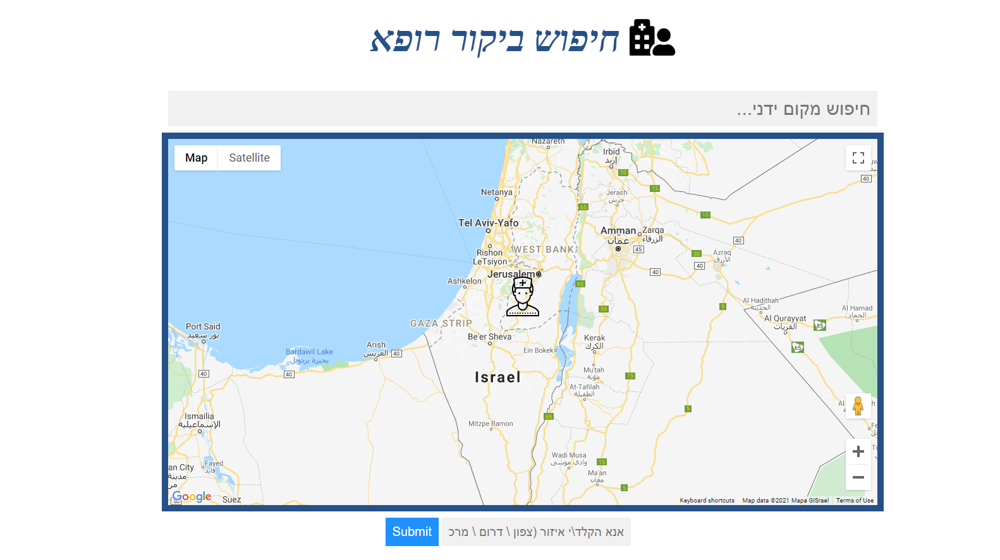 חיפוש ביקור רופא
חיפוש מקום ידני...
Map
Satellite
Nazareth
Irbid
إربد
10
40
15
Netanya
Jerash
جرش
65
10
Tel Aviv-Yafo
Amman
عمان
Zarqa
الزرقاء
40
WEST BANK
45
Rishon
LeTsiyon
30
Azraq
الأزرق
40
Jerusalem
40
Ashkelon
65
Al Hadithah
الحديثة
5
35
Al Hamad
الحماد
GAZA STRIP
Al Qurayyat
القريات
85
Port Said
بور سعيد
Be'er Sheva
Kerak
الكرك
65
Arish
العريش
40
Bardawil Lake
بحيرة بردويل
Ein Bokek
Mu'tah
مؤتة
40
40
Israel
15
At-Tafilah
الطفيلة
Al
5
Ismailia
الإسماعيلية
65
Mitzpe Ramon
Wadi Musa
وادي موسى
15
Fayed
فايد
an City
مدينة
من
Ma'an
معان
5
Google
50
Suez
Keyboard shortcuts
Map data ©2021 Mapa GISrael
Terms of Use
Submit
אנא הקלד\י איזור (צפון \ דרום \ מרכ